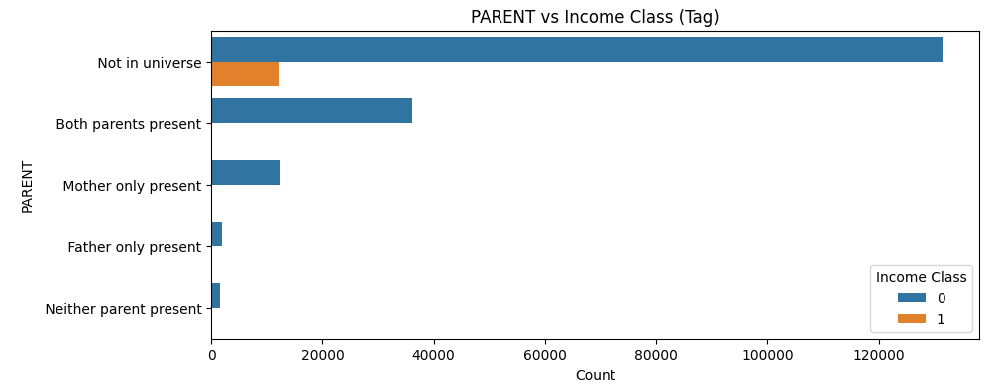 PARENT vs Income Class (Tag)
PARENT
Not in universe
Both parents present
Mother only present
Father only present
Neither parent present
Income Class
0
1
0 20000 40000 60000 80000 100000 120000
Count